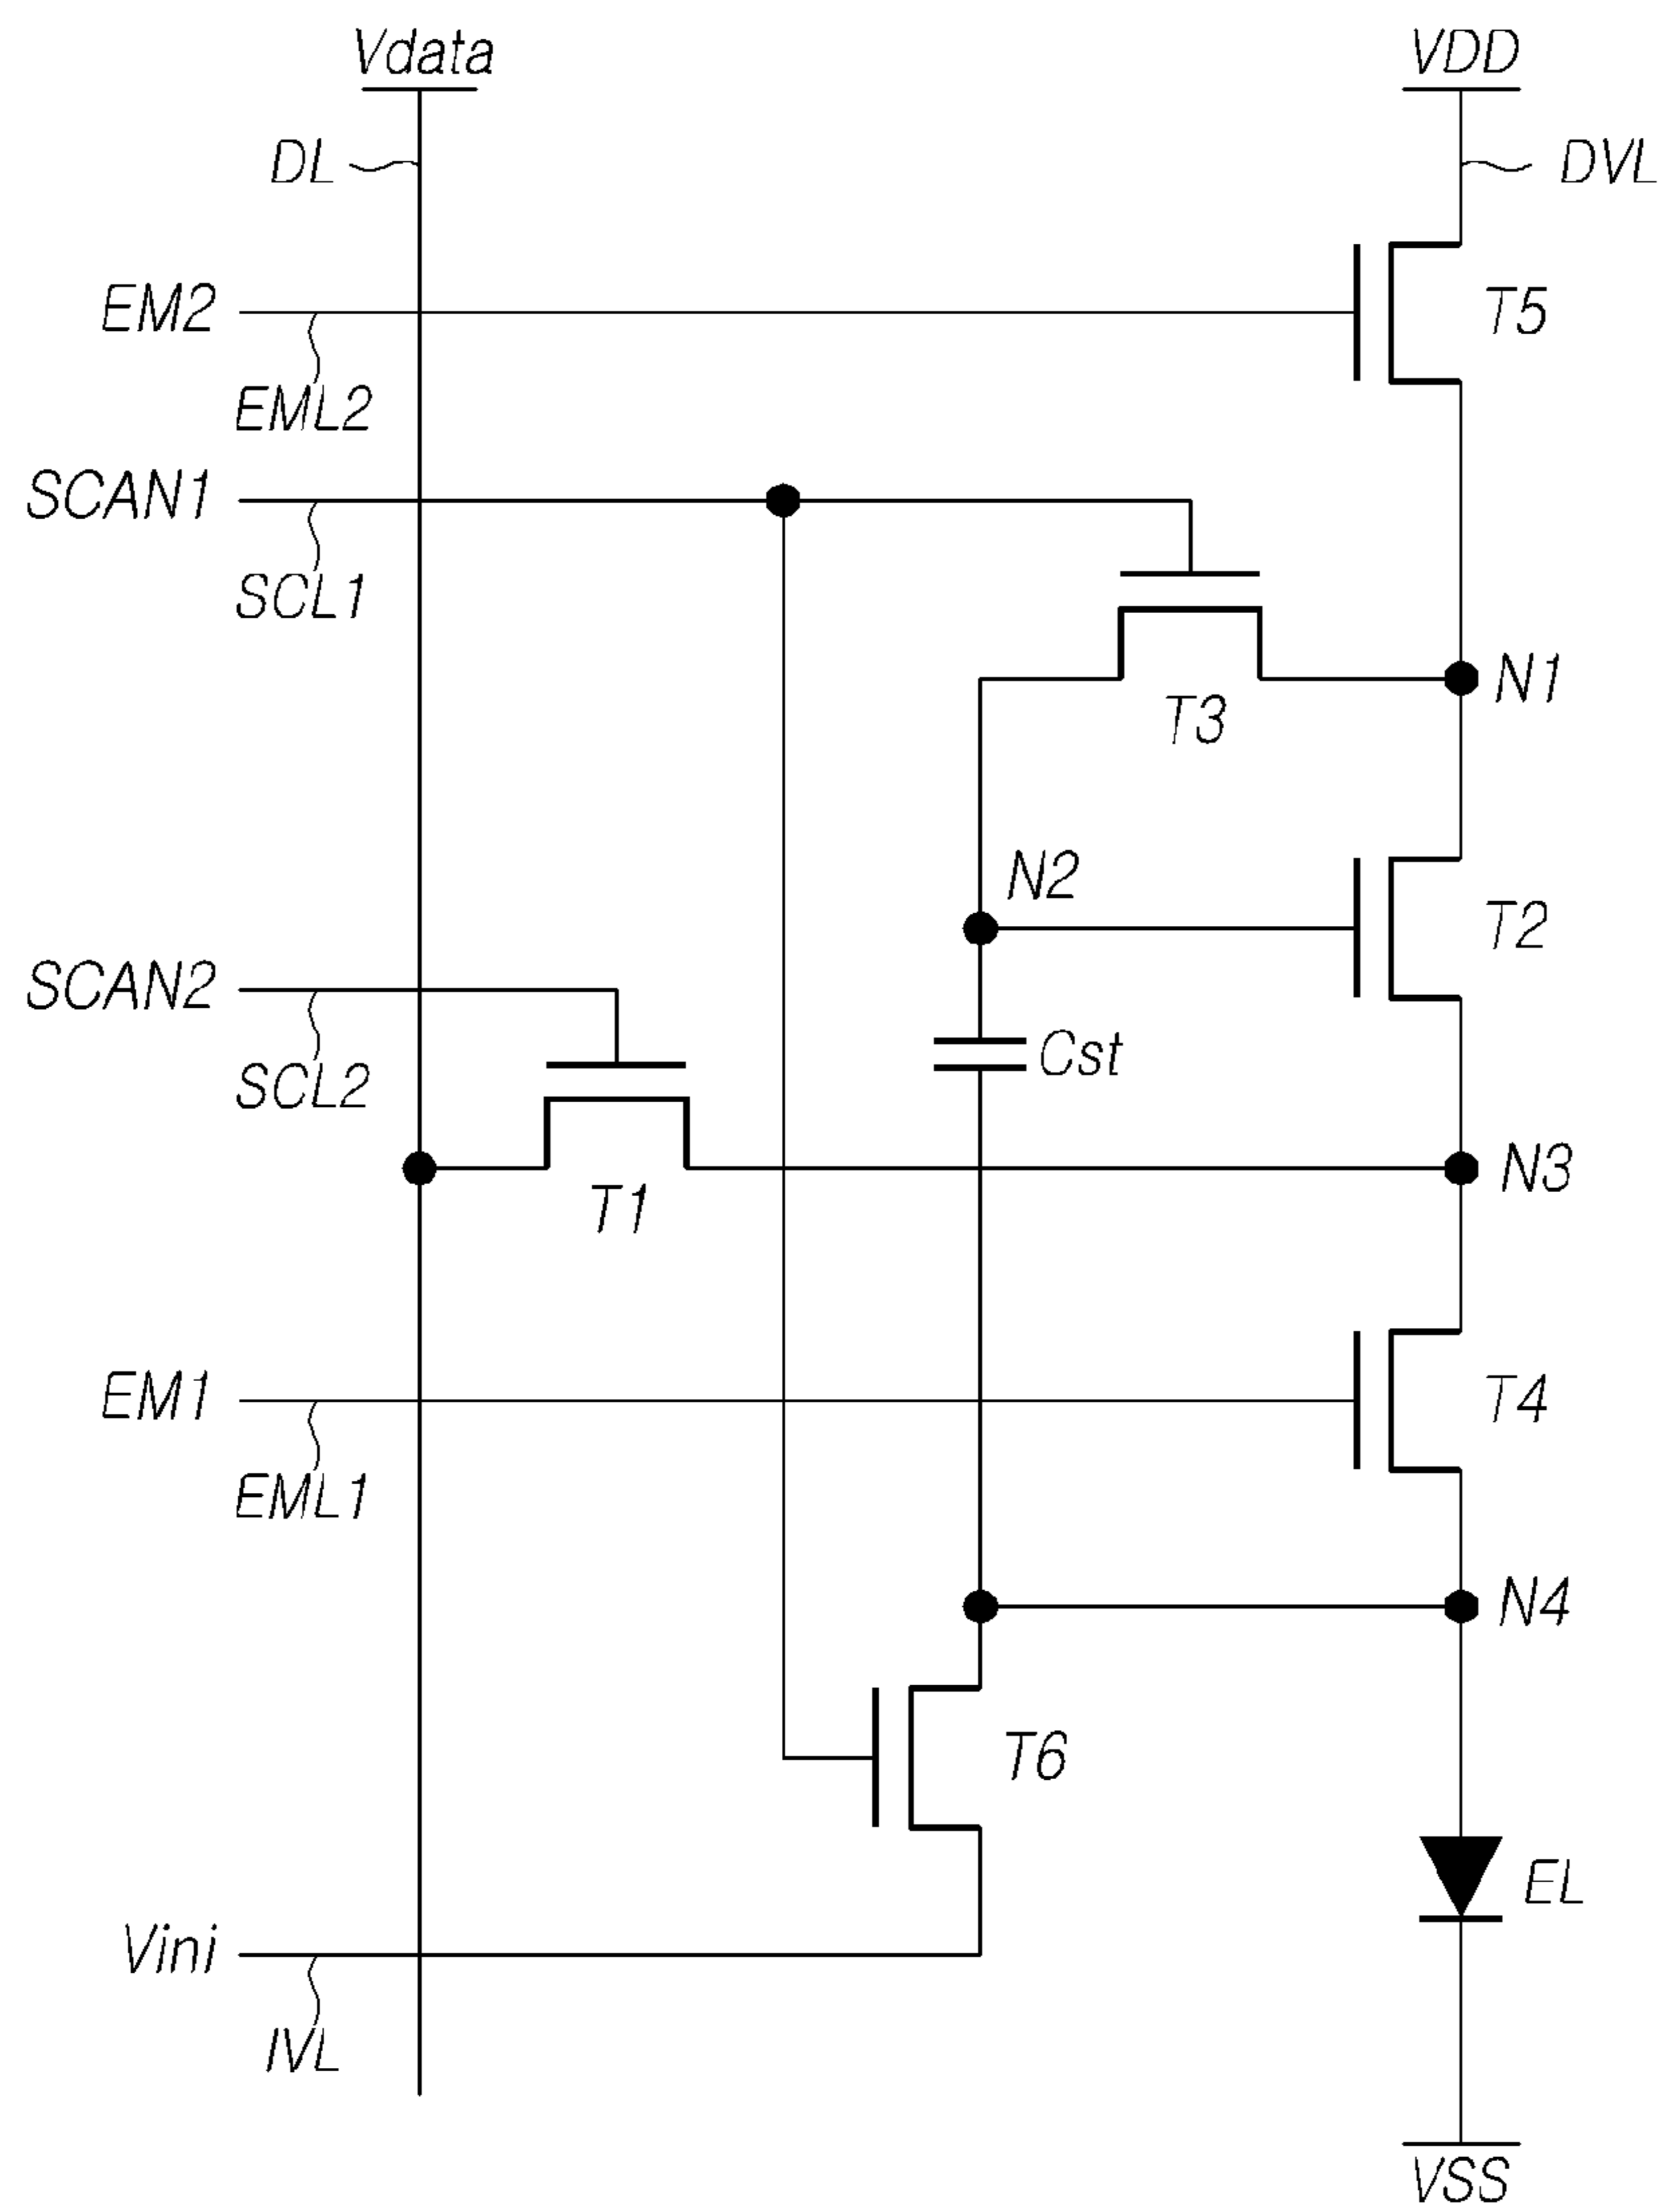 Vdata
VDD
DL
DVL
EM2
T5
EML2
SCAN1
SCL1
N1
T3
N2
T2
SCAN2
Cst
SCL2
N3
T1
EM1
T4
EML1
N4
T6
EL
Vini
IVL
VSS